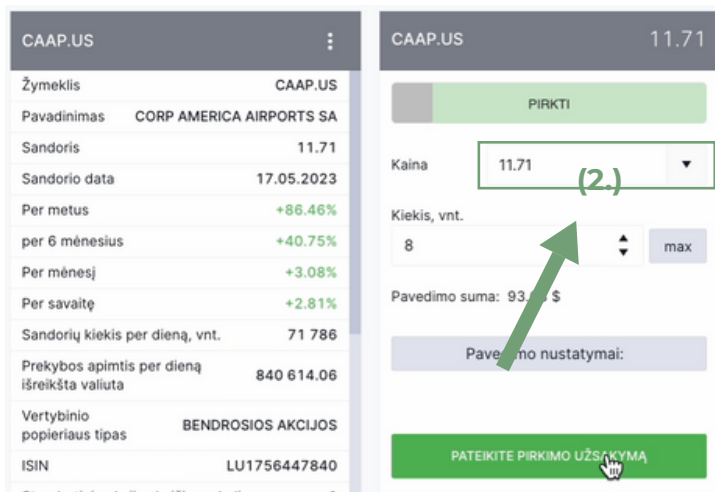 CAAP.US
Žymeklis CAAP.US
Pavadinimas CORP AMERICA AIRPORTS SA
Sandoris 11.71
Sandorio data 17.05.2023
Per metus +86.46%
per 6 mėnesius +40.75%
Per mėnesį +3.08%
Per savaitę +2.81%
Sandorių kiekis per dieną, vnt. 71 786
Prekybos apimtis per dieną
išreikšta valiuta 840 614.06
Vertybinio
popieriaus tipas BENDROSIOS AKCIJOS
ISIN LU1756447840
CAAP.US 11.71
PIRKTI
Kaina 11.71
(2.)
Kiekis, vnt.
8 max
Pavedimo suma: $
nustatymai:
PATEIKITE PIRKIMO UŽSAKYMĄ